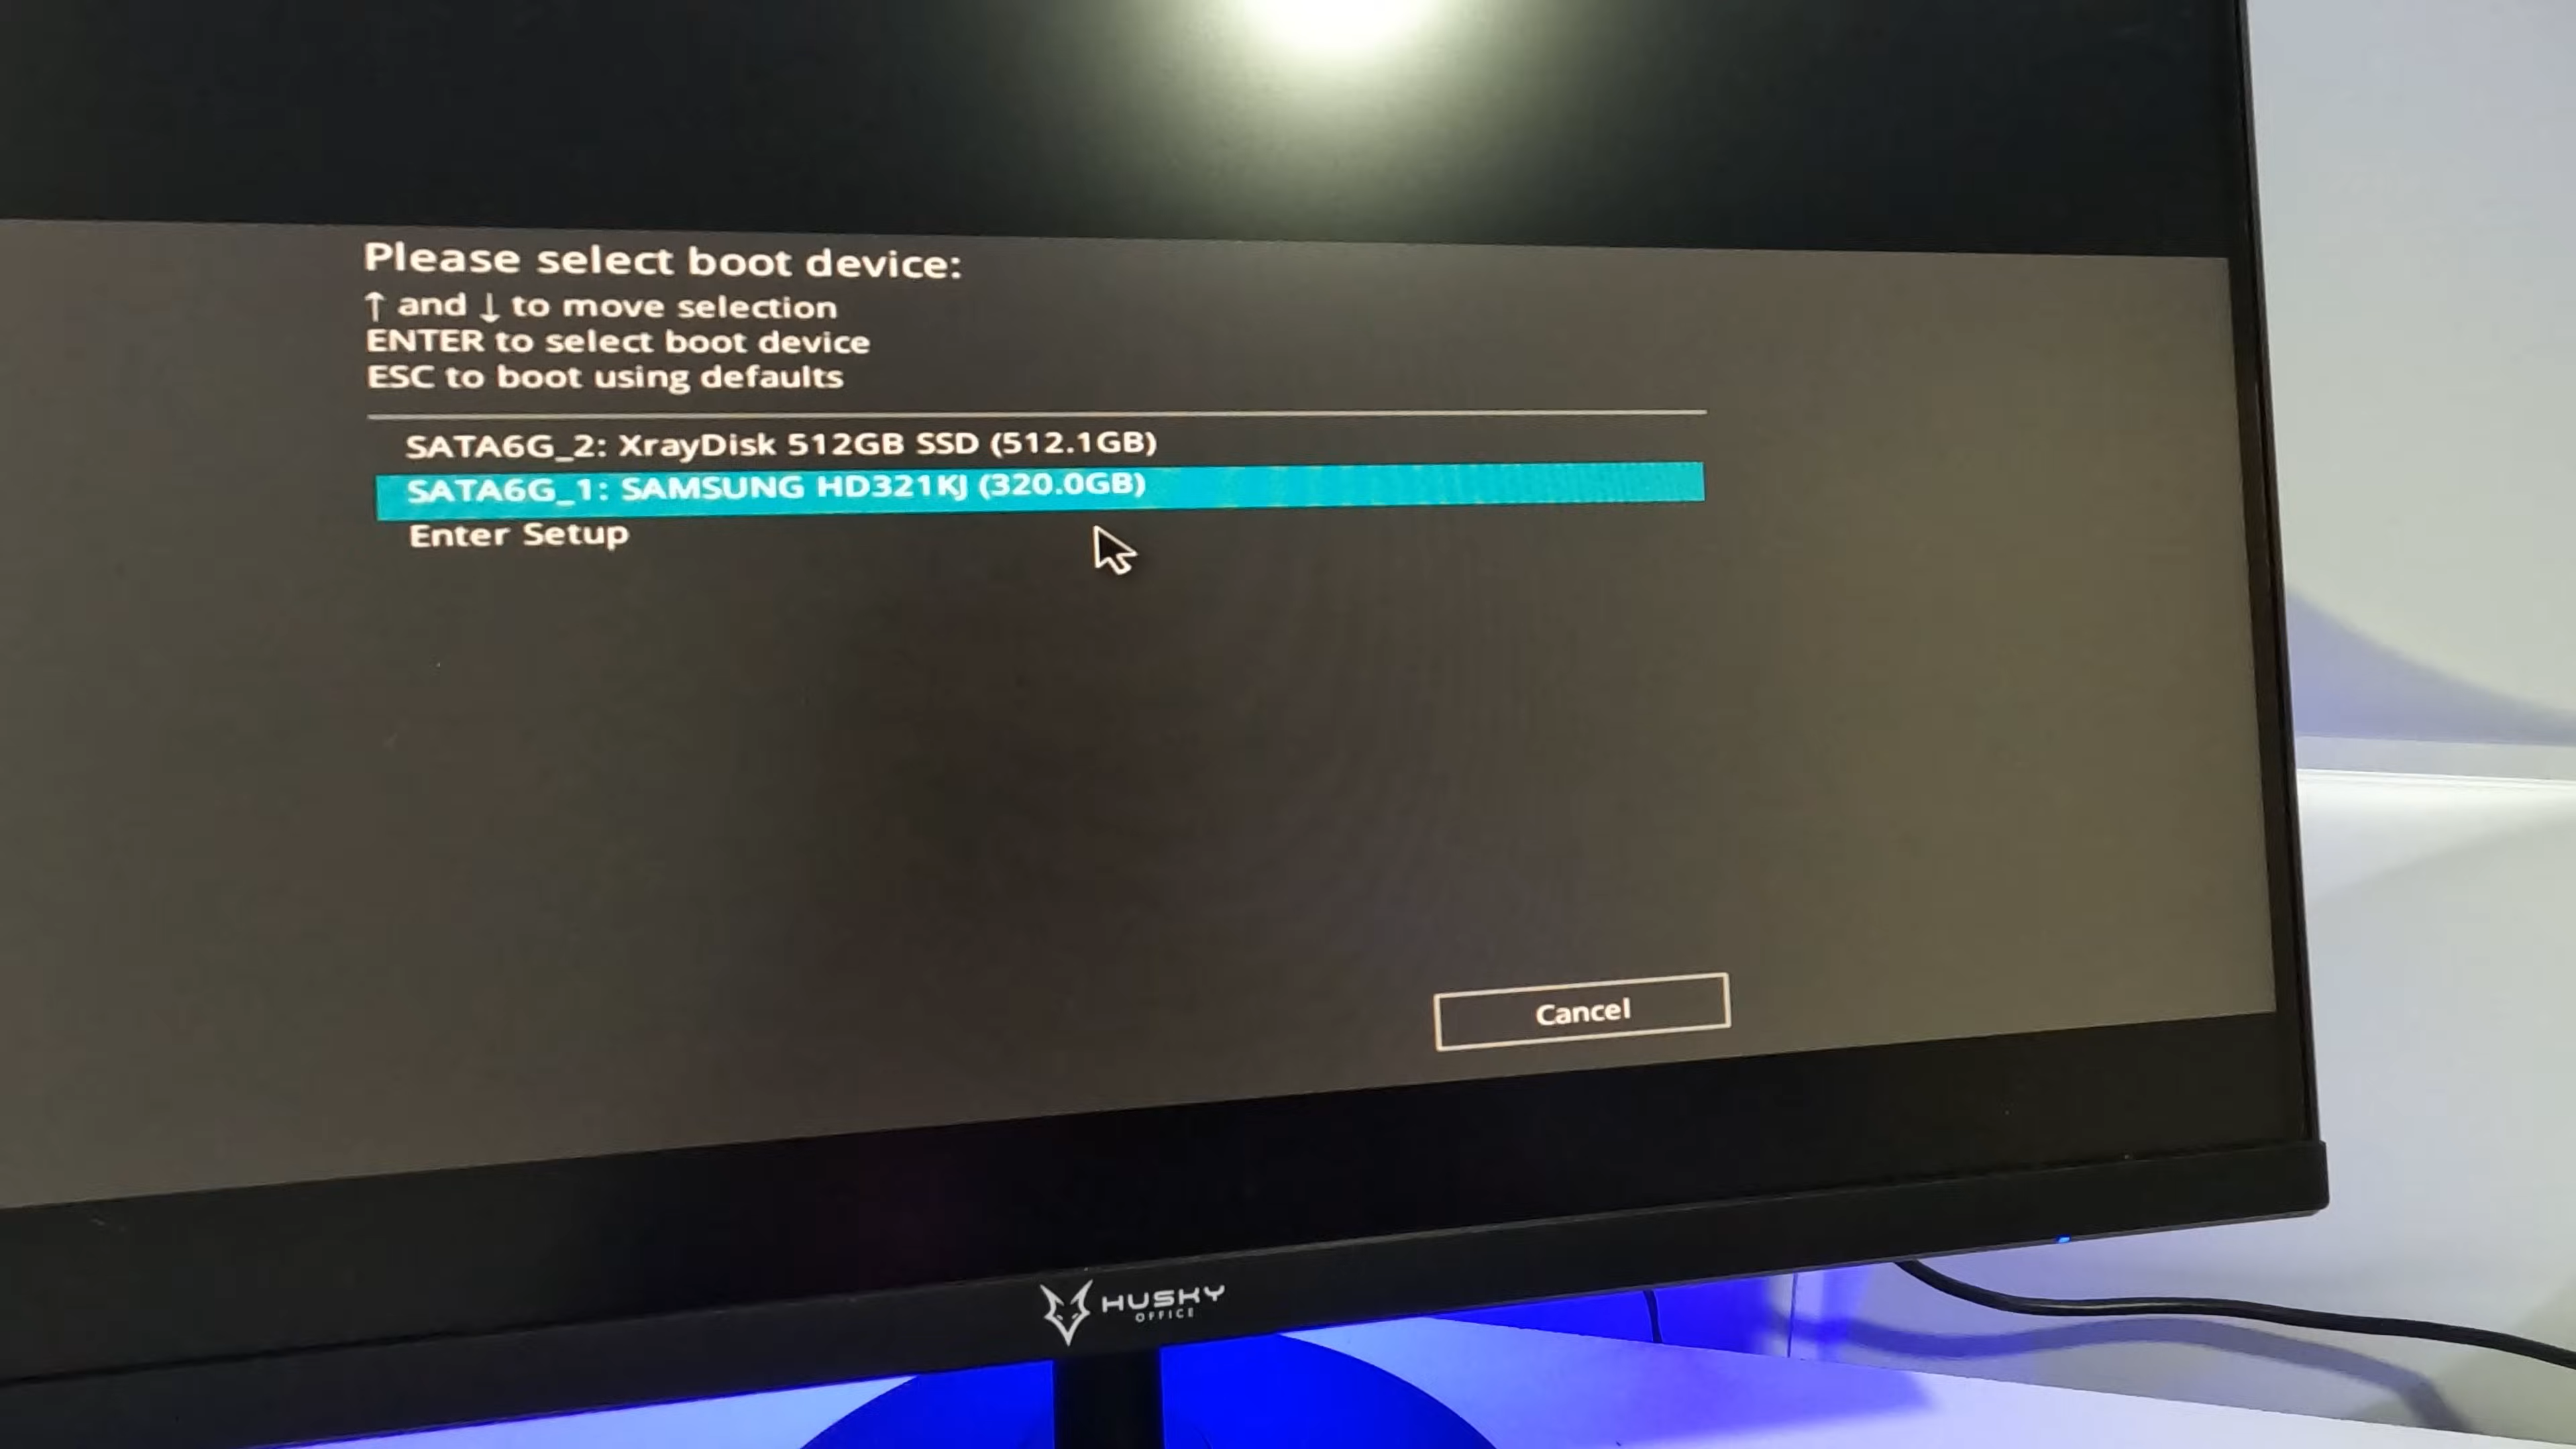 Please select boot device:
↑ and ↓ to move selection
ENTER to select boot device
ESC to boot using defaults
SATA6G_2: XrayDisk 512GB SSD (512.1GB)
SATA6G_1: SAMSUNG HD321KJ (320.0GB)
Enter Setup
Cancel
HUSKY
OFFICE